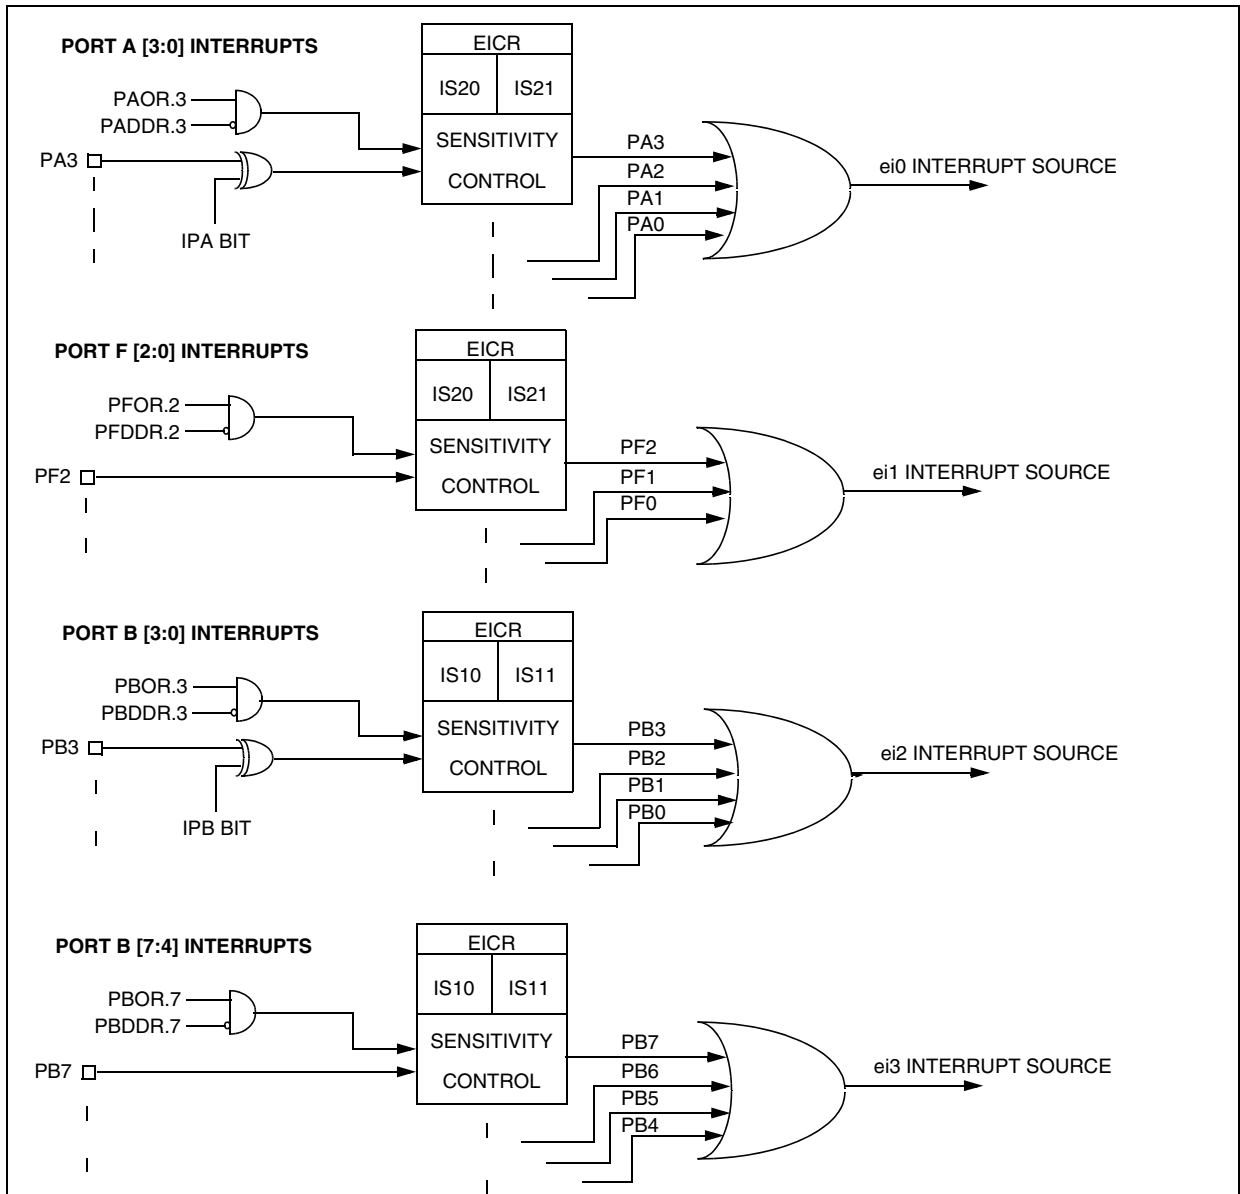 PORT A [3:0] INTERRUPTS
EICR
IS20 IS21
PAOR.3
PADDR.3
SENSITIVITY
CONTROL
PA3
IPA BIT
PA3
PA2
PA1
PA0
ei0 INTERRUPT SOURCE
PORT F [2:0] INTERRUPTS
EICR
IS20 IS21
PFOR.2
PFDDR.2
SENSITIVITY
CONTROL
PF2
PF2
PF1
PF0
ei1 INTERRUPT SOURCE
PORT B [3:0] INTERRUPTS
EICR
IS10 IS11
PBOR.3
PBDDR.3
SENSITIVITY
CONTROL
PB3
IPB BIT
PB3
PB2
PB1
PB0
ei2 INTERRUPT SOURCE
PORT B [7:4] INTERRUPTS
EICR
IS10 IS11
PBOR.7
PBDDR.7
SENSITIVITY
CONTROL
PB7
PB7
PB6
PB5
PB4
ei3 INTERRUPT SOURCE